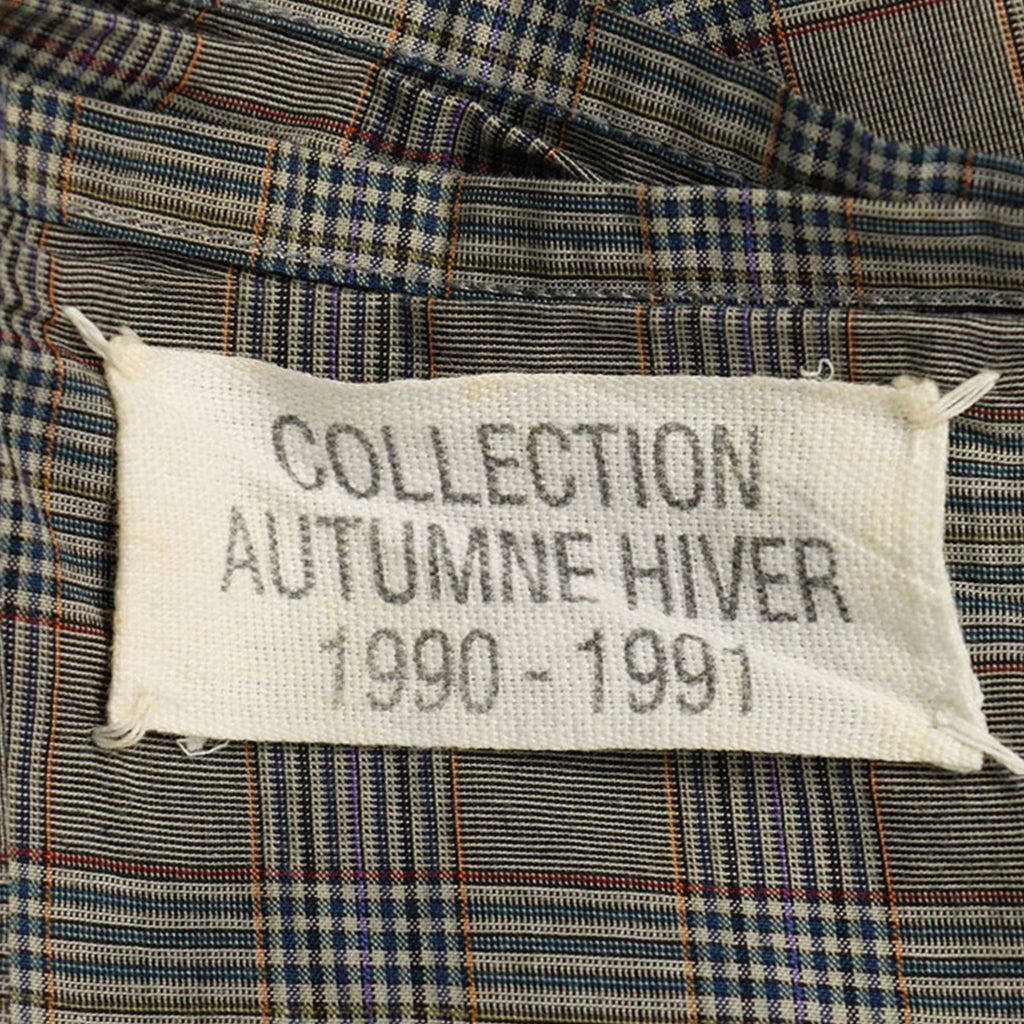 COLLECTION
AUTUMNE HIVER
1990 - 1991